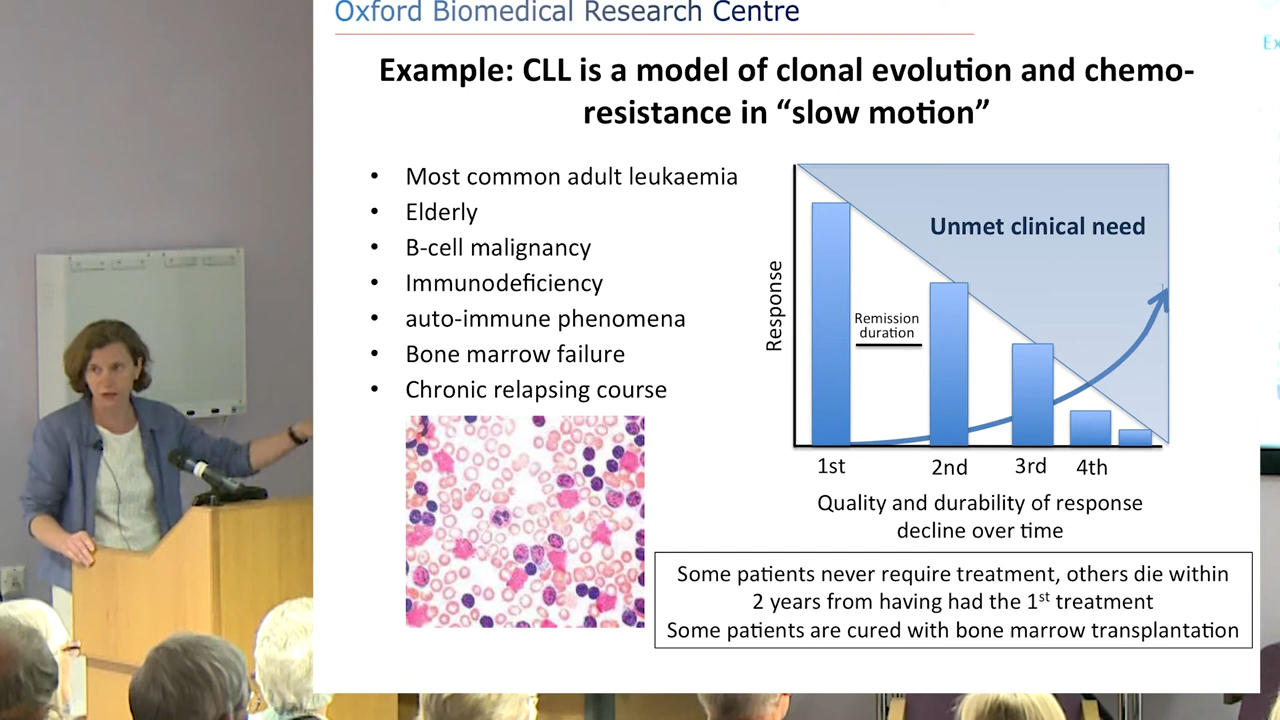 Oxford Biomedical Research Centre
Example: CLL is a model of clonal evolution and chemo-
resistance in “slow motion”
• Most common adult leukaemia
• Elderly
• B-cell malignancy
• Immunodeficiency
• auto-immune phenomena
• Bone marrow failure
• Chronic relapsing course
Unmet clinical need
Response
Remission
duration
1st
2nd
3rd
4th
Quality and durability of response
decline over time
Some patients never require treatment, others die within
2 years from having had the 1st treatment
Some patients are cured with bone marrow transplantation
Ex